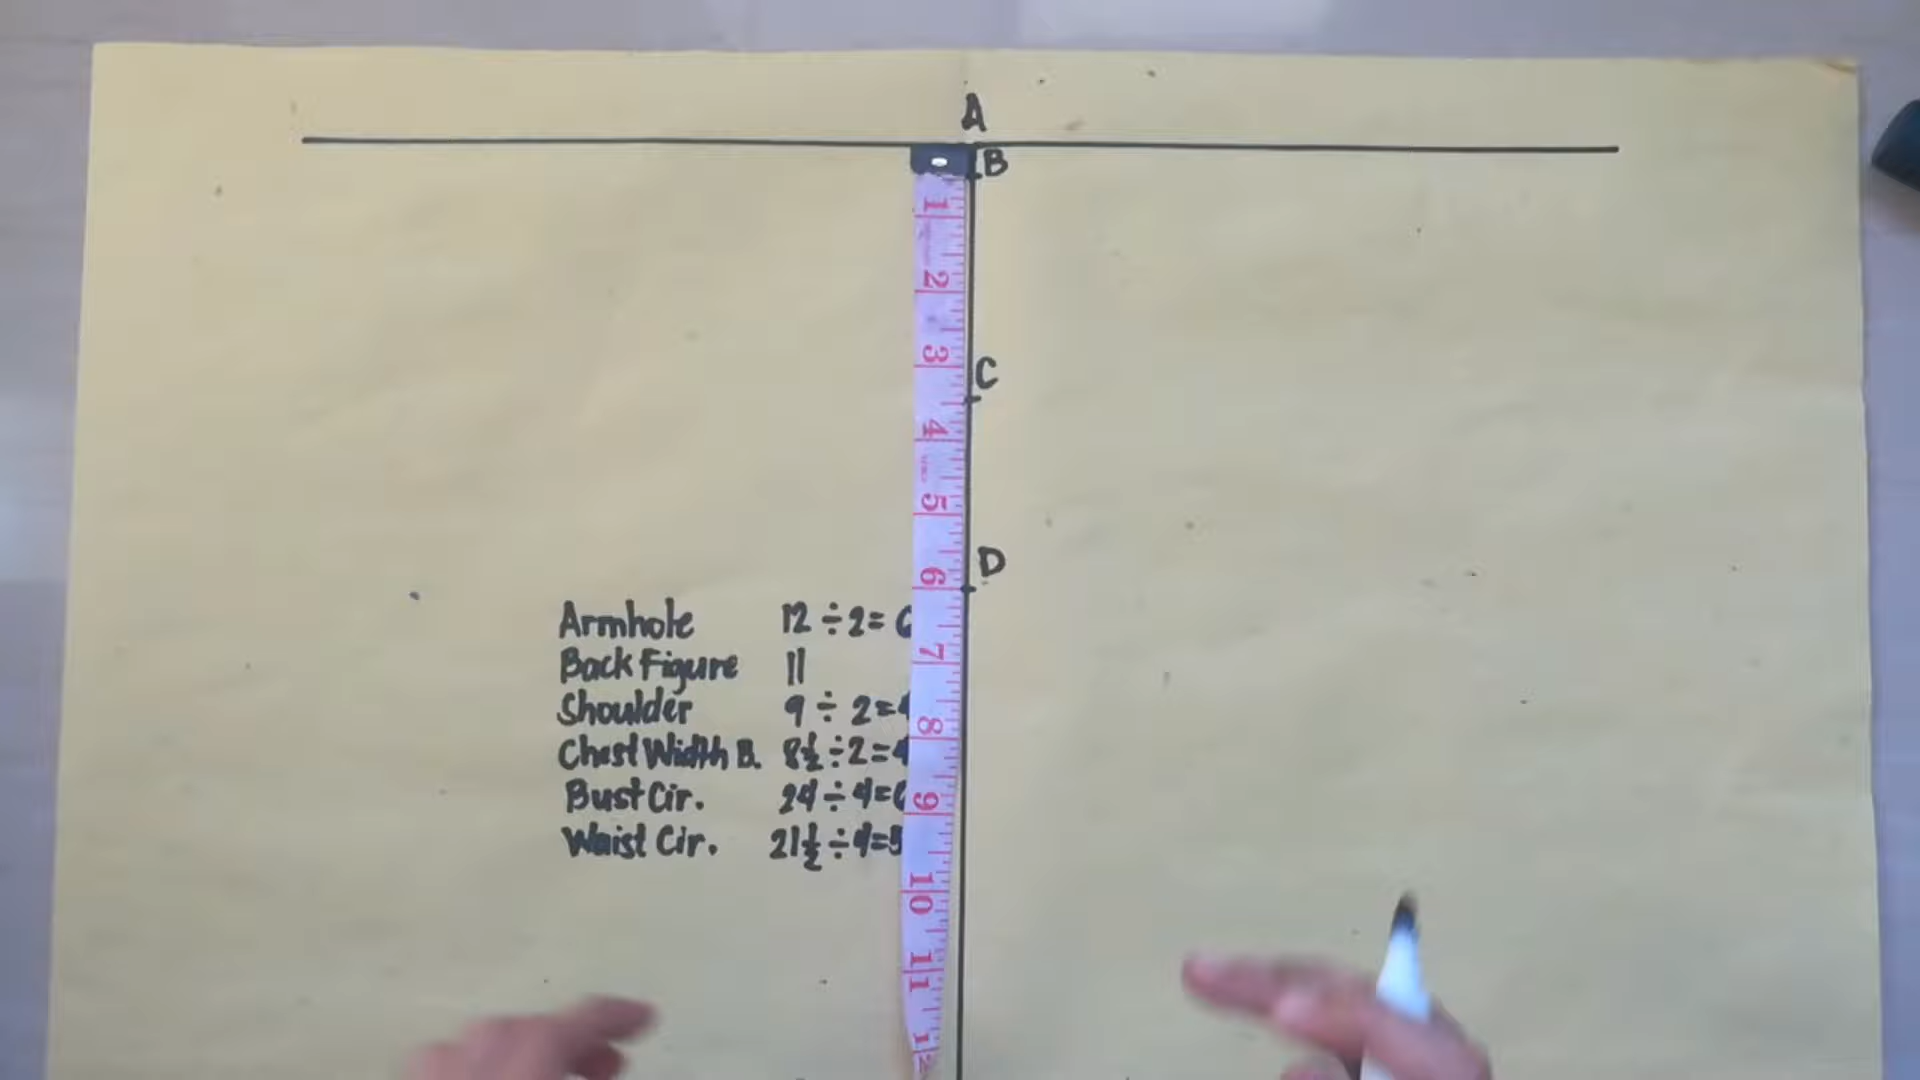 A
B
1
2
3
C
4
5
D
6
Armhole 12 ÷ 2 =
Back Figure 11
7
Shoulder 9 ÷ 2 =
8
Chest Width B. 8½ ÷ 2 =
Bust Cir. 24 ÷ 4 =
9
Waist Cir. 21½ ÷ 4 =
10
11
12